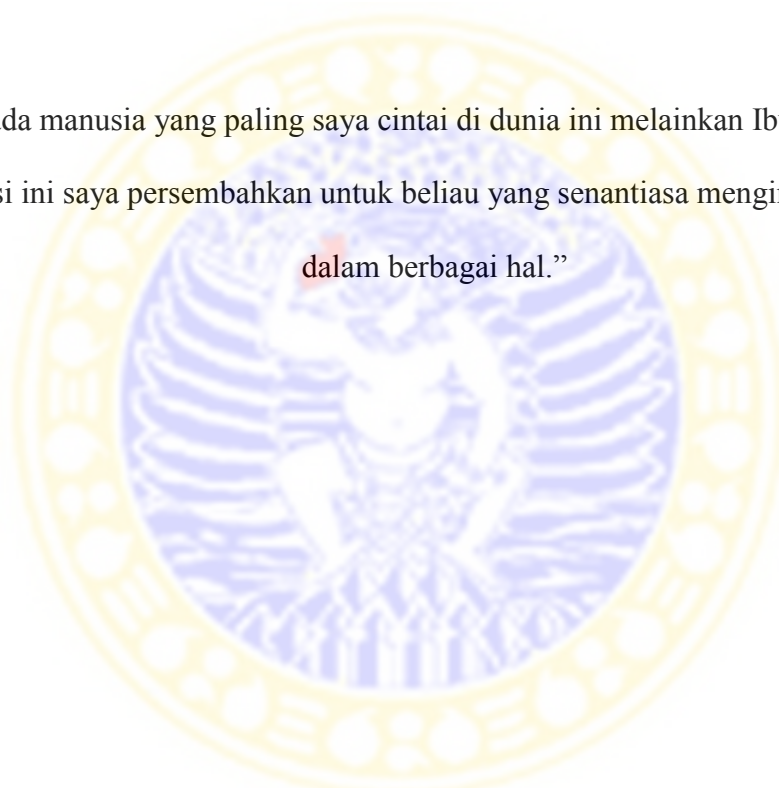 da manusia yang paling saya cintai di dunia ini melainkan Ib
si ini saya persembahkan untuk beliau yang senantiasa mengi
dalam berbagai hal.”